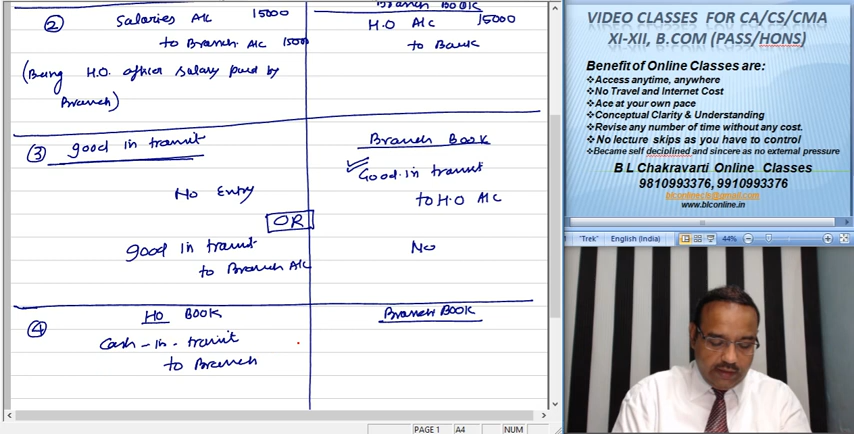 Branch BOOK
② Salaries A/c 15000
to Branch A/c 15000
(Being H.O. officer salary paid by
Branch)
H.O A/c 15000
to Bank
③ good in transit
No Entry
OR
good in transit
to Branch A/c
Branch Book
Good-in transit
to H.O A/c
No
④ HO BOOK
Cash-in-transit
to Branch
Branch BOOK
PAGE 1 A4 NUM
VIDEO CLASSES FOR CA/CS/CMA
XI-XII, B.COM (PASS/HONS)
Benefit of Online Classes are:
❖Access anytime, anywhere
❖No Travel and Internet Cost
❖Ace at your own pace
❖Conceptual Clarity & Understanding
❖Revise any number of time without any cost.
❖No lecture skips as you have to control
❖Became self deciplined and sincere as no external pressure
B L Chakravarti Online Classes
9810993376, 9910993376
www.blconline.in
"Trek" English (India) 44%